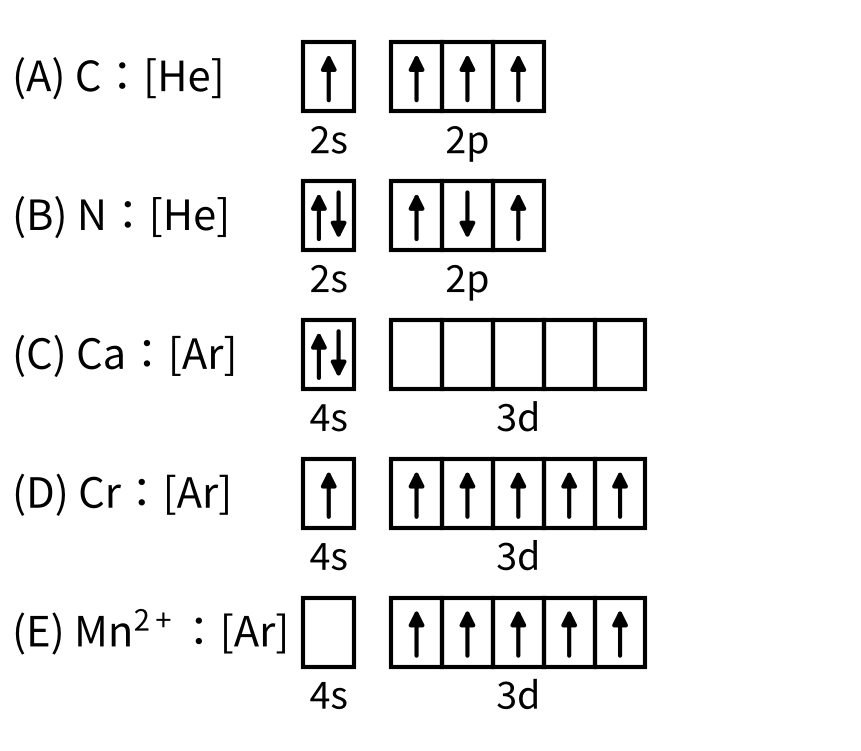 (A) C：[He]
2s 2p
(B) N：[He]
2s 2p
(C) Ca：[Ar]
4s 3d
(D) Cr：[Ar]
4s 3d
(E) Mn²⁺：[Ar]
4s 3d